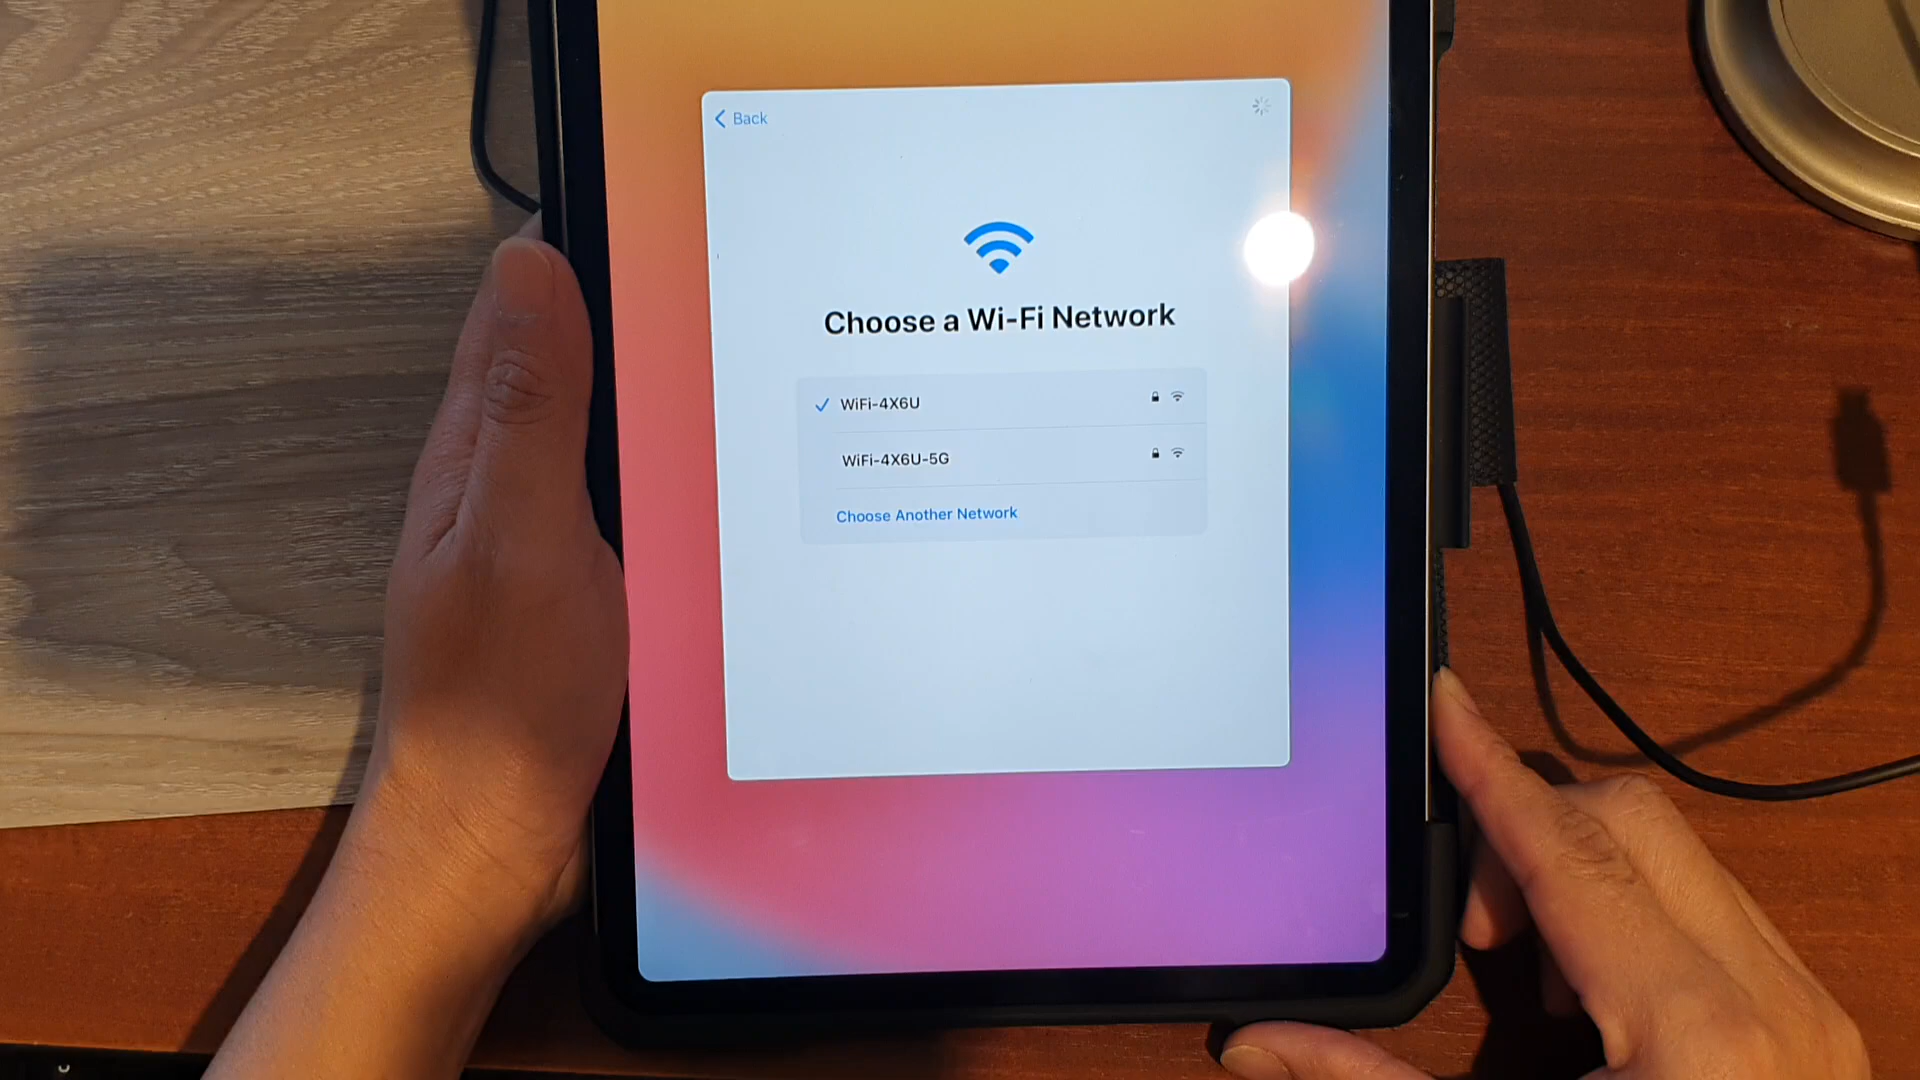 Back
Choose a Wi-Fi Network
WiFi-4X6U
WiFi-4X6U-5G
Choose Another Network